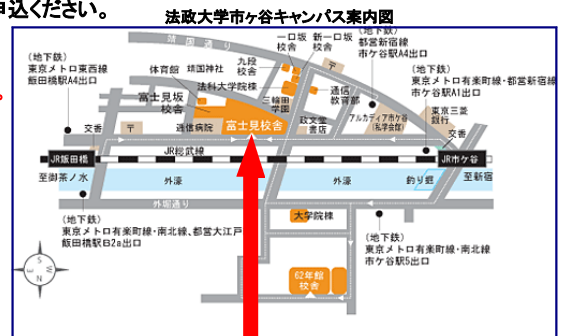 込ください。
法政大学市ヶ谷キャンパス案内図
靖国通り
一口坂
校舎
新一口坂
校舎
(地下鉄)
都営新宿線
市ケ谷駅A4出口
(地下鉄)
東京メトロ東西線
飯田橋駅A4出口
体育館
靖国神社
九段
校舎
法科大学院棟
〒
(地下鉄)
東京メトロ有楽町線・都営新宿線
市ケ谷駅A1出口
富士見坂
校舎
三輪田
学園
通信
教育部
交番
〒
逓信病院
富士見校舎
政文堂
書店
アルカディア市ヶ谷
(私学会館)
東京三菱
銀行
交番
JR飯田橋
JR総武線
JR市ケ谷
至御茶ノ水
外濠
外濠
釣り堀
至新宿
外堀通り
(地下鉄)
東京メトロ有楽町線・南北線、都営大江戸
飯田橋駅B2a出口
大学院棟
(地下鉄)
東京メトロ有楽町線・南北線
市ケ谷駅5出口
62年館
校舎
S
E
W
N